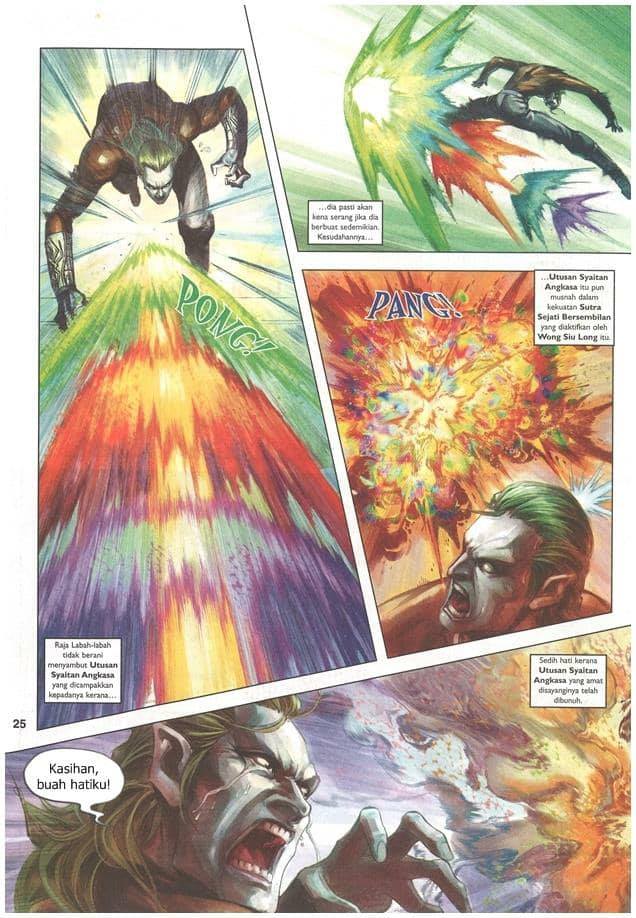 PONG!
Raja Labah-labah
tidak berani
menyambut Utusan
Syaitan Angkasa
yang dicampakkan
kepadanya kerana...
...dia pasti akan
kena serang jika dia
berbuat sedemikian.
Kesudahannya...
PANG!
...Utusan Syaitan
Angkasa itu pun
musnah dalam
kekuatan Sutra
Sejati Bersembilan
yang diaktifkan oleh
Wong Siu Long itu.
Sedih hati kerana
Utusan Syaitan
Angkasa yang amat
disayanginya telah
dibunuh.
25
Kasihan,
buah hatiku!